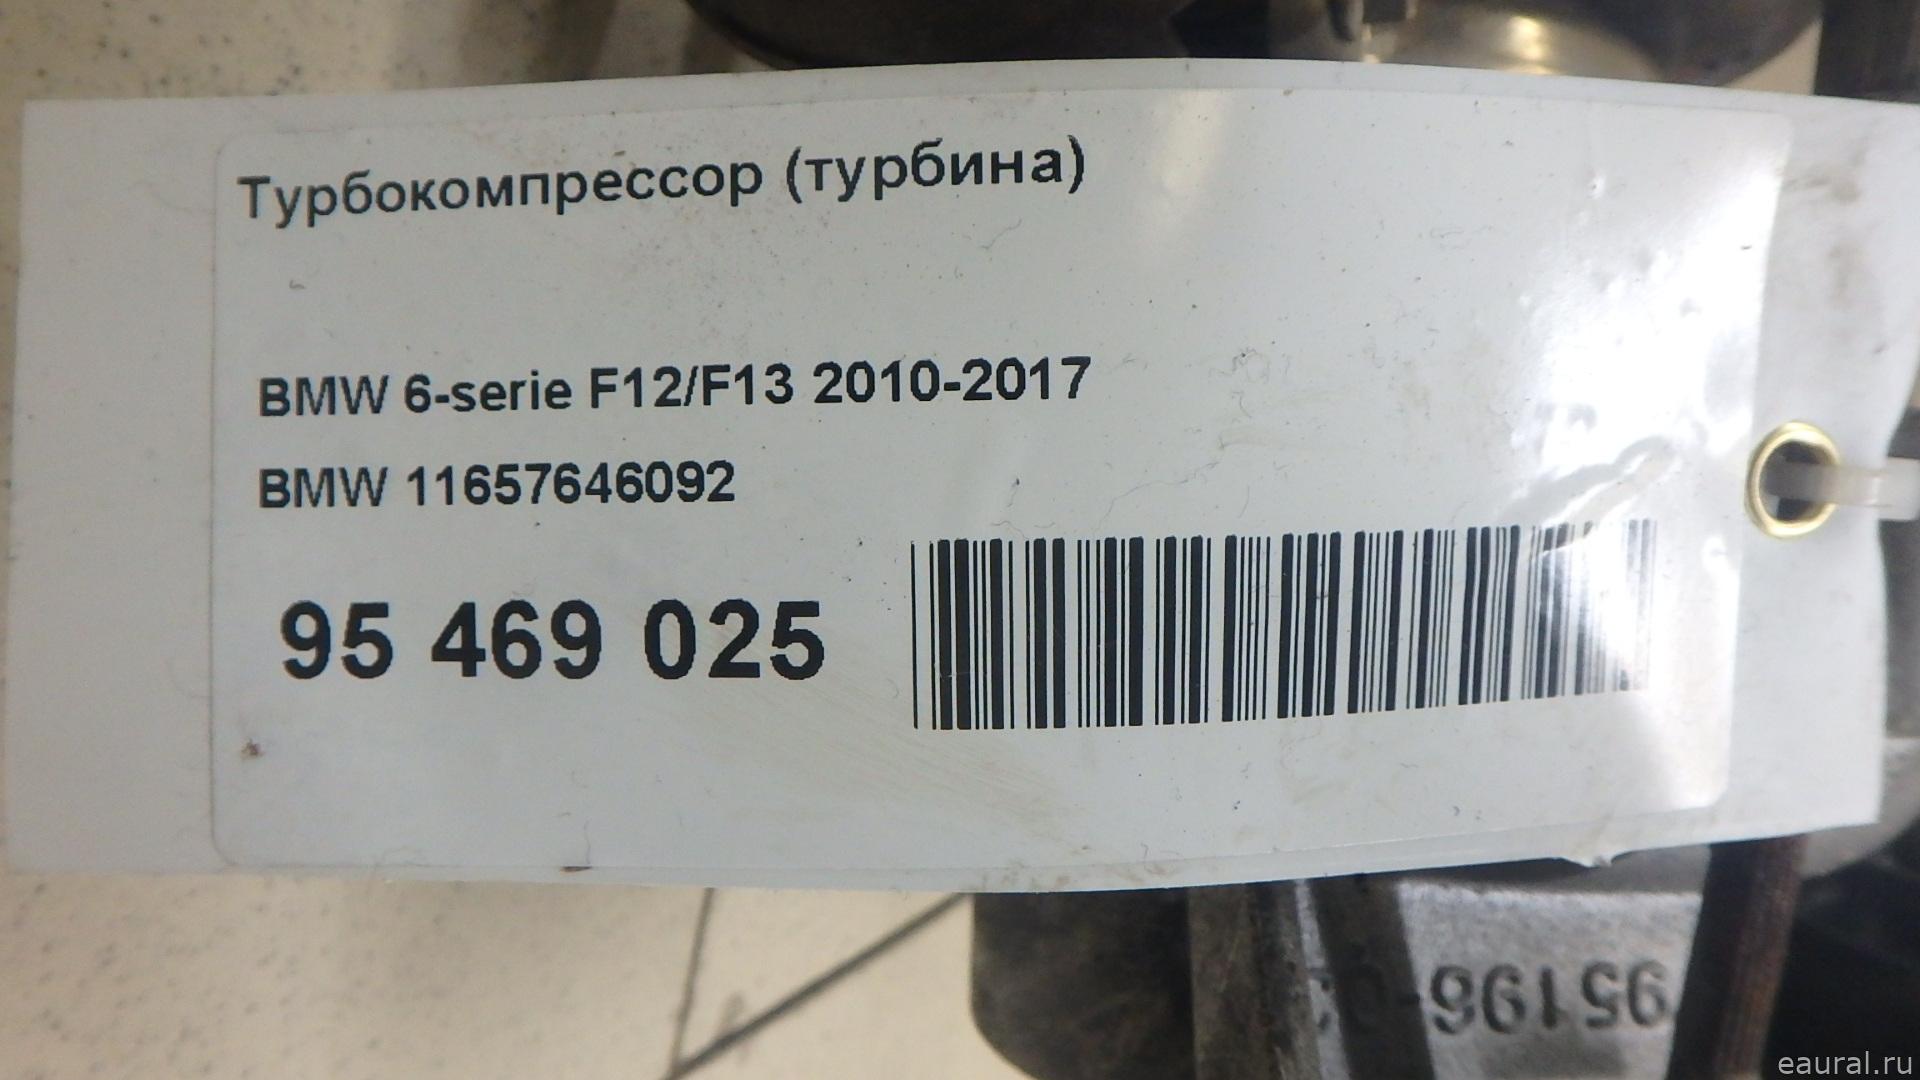 Турбокомпрессор (турбина)
BMW 6-serie F12/F13 2010-2017
BMW 11657646092
95 469 025
eaural.ru